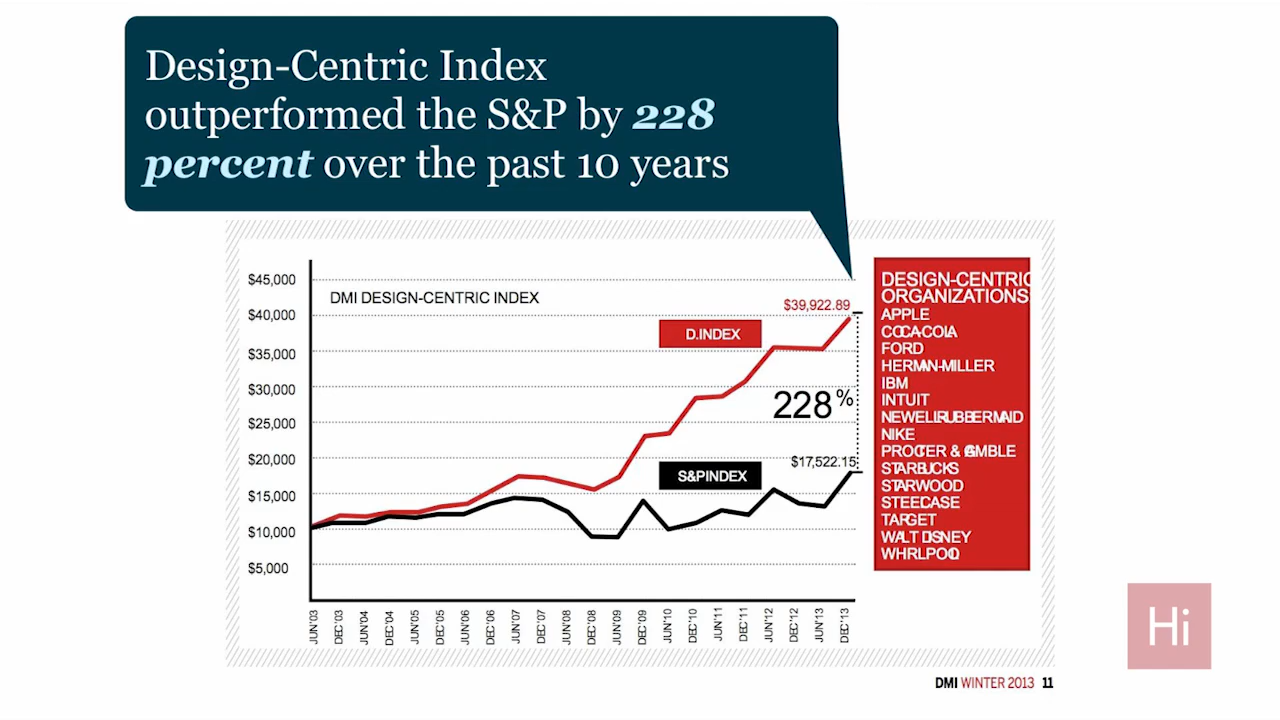 Design-Centric Index
outperformed the S&P by 228
percent over the past 10 years
DMI DESIGN-CENTRIC INDEX
$45,000
$40,000
$35,000
$30,000
$25,000
$20,000
$15,000
$10,000
$5,000
$39,922.89
D.INDEX
228%
$17,522.15
S&PINDEX
JUN'03
DEC'03
JUN'04
DEC'04
JUN'05
DEC'05
JUN'06
DEC'06
JUN'07
DEC'07
JUN'08
DEC'08
JUN'09
DEC'09
JUN'10
DEC'10
JUN'11
DEC'11
JUN'12
DEC'12
JUN'13
DEC'13
DESIGN-CENTRIC
ORGANIZATIONS
APPLE
COCA-COLA
FORD
HERMAN-MILLER
IBM
INTUIT
NEWELLRUBBERMAID
NIKE
PROCTER & GAMBLE
STARBUCKS
STARWOOD
STEELCASE
TARGET
WALT DISNEY
WHIRLPOOL
Hi
DMI WINTER 2013 11